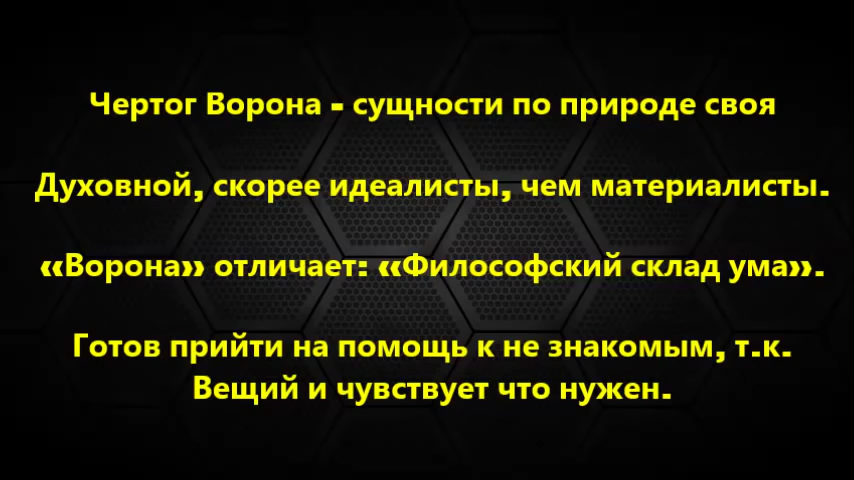 Чертог Ворона - сущности по природе своя
Духовной, скорее идеалисты, чем материалисты.
«Ворона» отличает: «Философский склад ума».
Готов прийти на помощь к не знакомым, т.к.
Вещий и чувствует что нужен.